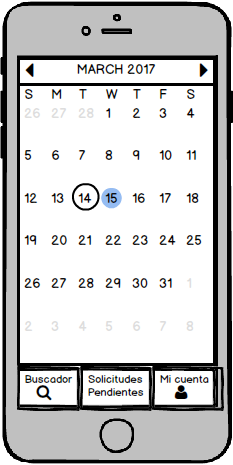 MARCH 2017
S M T W T F S
26 27 28 1 2 3 4
5 6 7 8 9 10 11
12 13 14 15 16 17 18
19 20 21 22 23 24 25
26 27 28 29 30 31 1
2 3 4 5 6 7 8
Buscador
Solicitudes
Pendientes
Mi cuenta